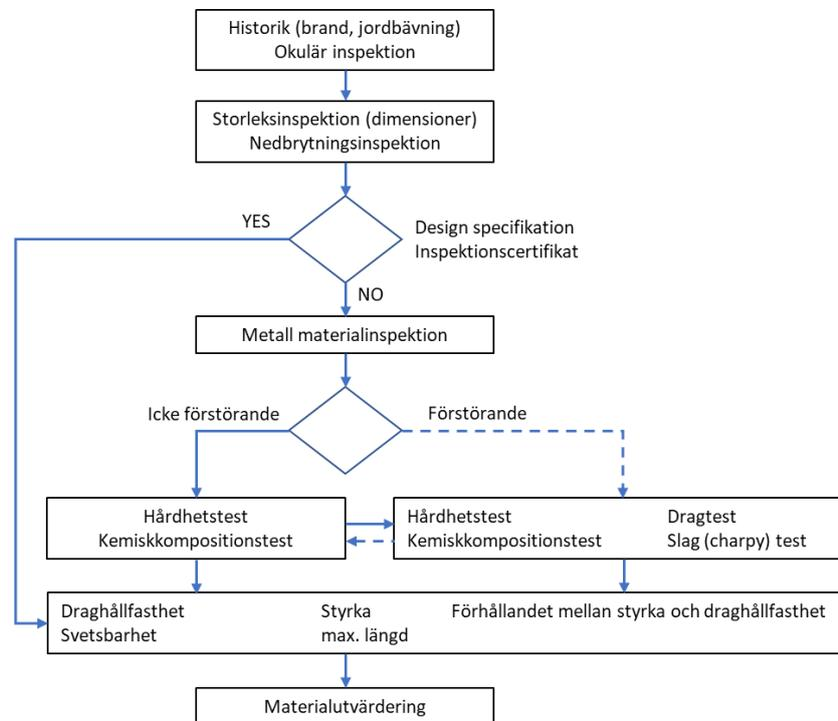 Historik (brand, jordbävning)
Okulär inspektion
Storleksinspektion (dimensioner)
Nedbrytningsinspektion
YES
Design specifikation
Inspektionscertifikat
NO
Metall materialinspektion
Icke förstörande
Förstörande
Hårdhetstest
Kemiskkompositionstest
Hårdhetstest
Kemiskkompositionstest
Dragtest
Slag (charpy) test
Draghållfasthet
Svetsbarhet
Styrka
max. längd
Förhållandet mellan styrka och draghållfasthet
Materialutvärdering